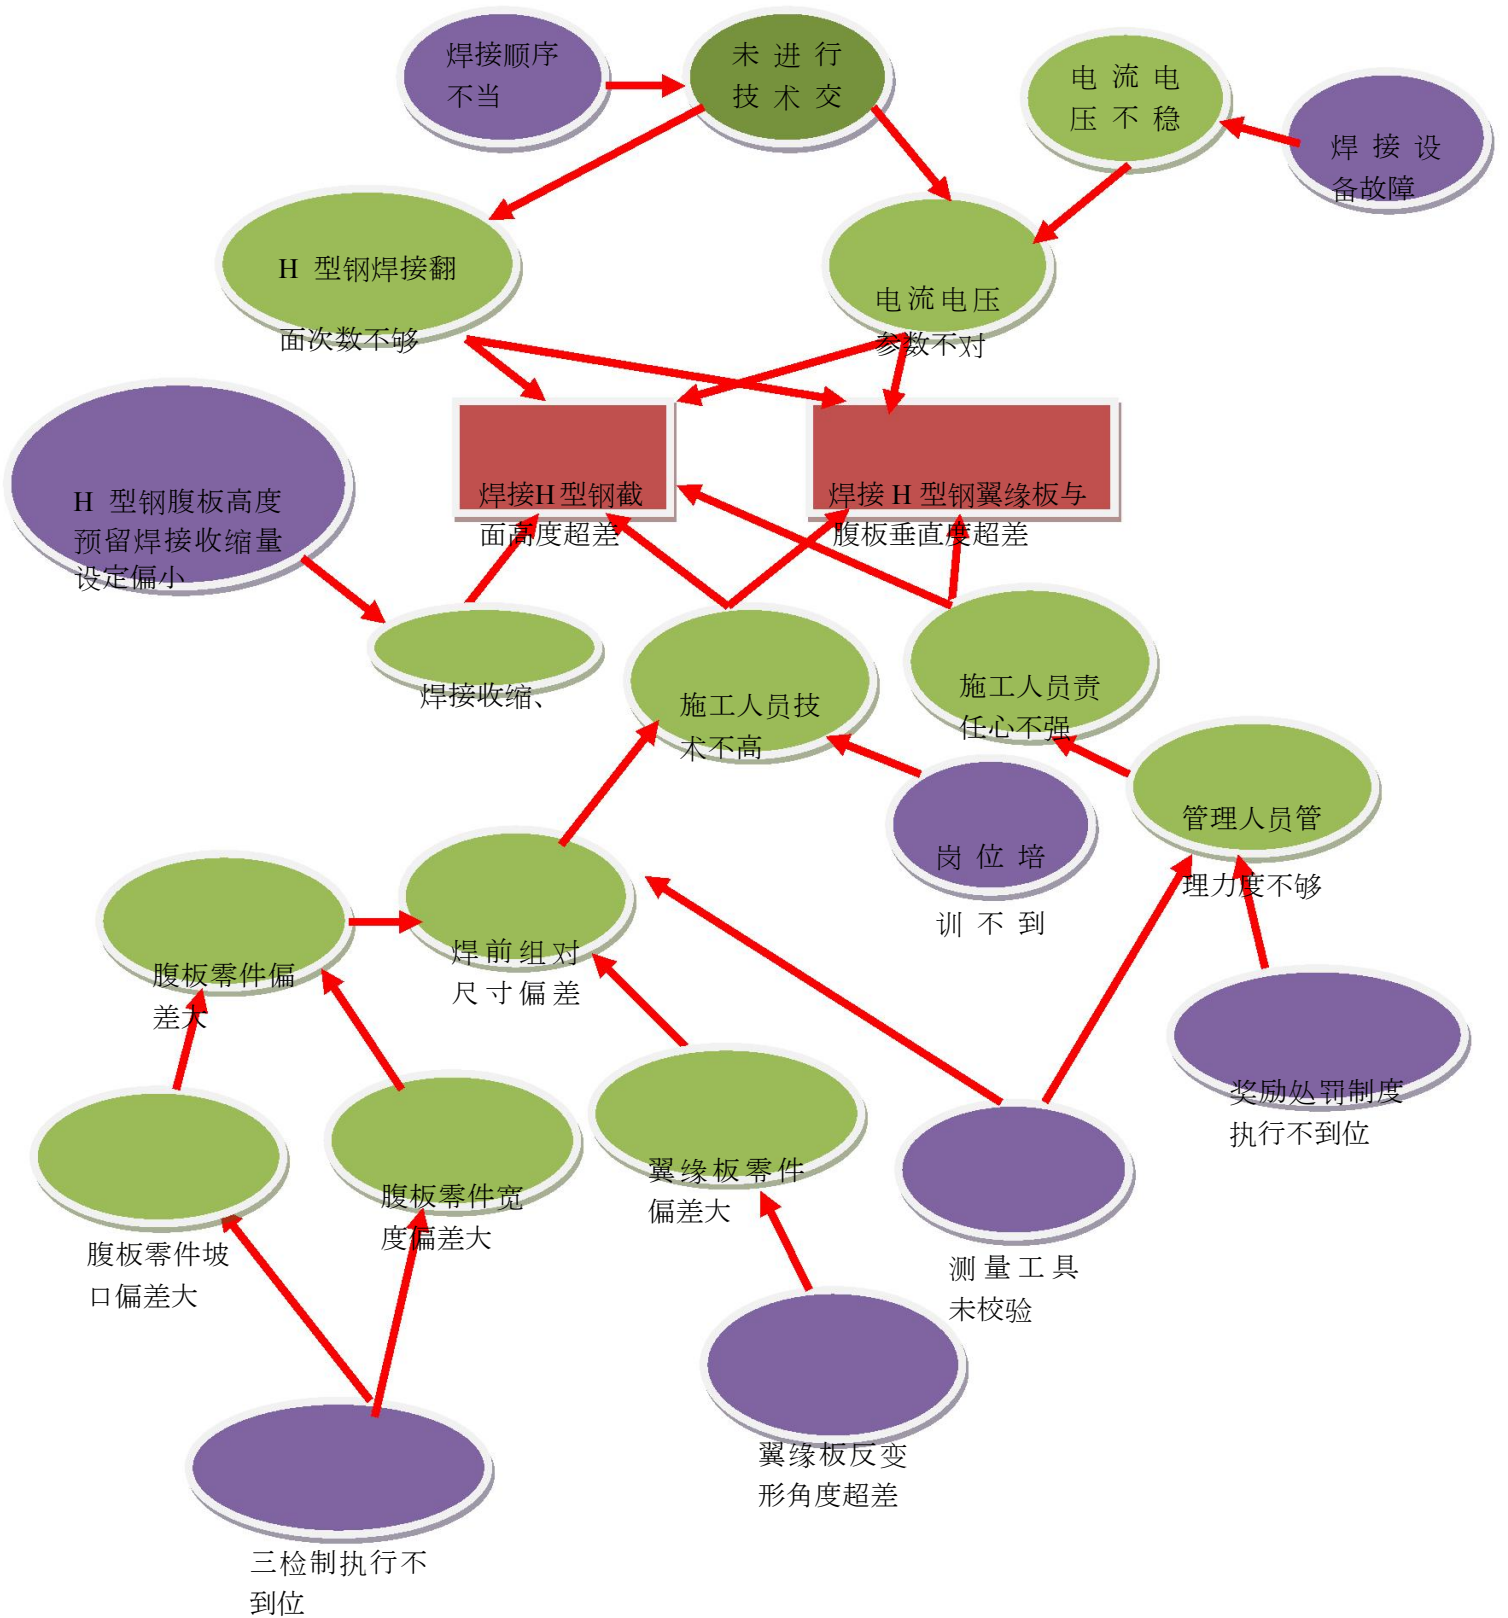 焊接顺序
不当
未进行
技术交
电流电
压不稳
焊接设
备故障
H 型钢焊接翻
面次数不够
电流电压
参数不对
H 型钢腹板高度
预留焊接收缩量
设定偏小
焊接H型钢截
面高度超差
焊接 H 型钢翼缘板与
腹板垂直度超差
焊接收缩、
施工人员技
术不高
施工人员责
任心不强
管理人员管
理力度不够
岗位培
训不到
腹板零件偏
差大
焊前组对
尺寸偏差
奖励处罚制度
执行不到位
腹板零件坡
口偏差大
腹板零件宽
度偏差大
翼缘板零件
偏差大
测量工具
未校验
翼缘板反变
形角度超差
三检制执行不
到位